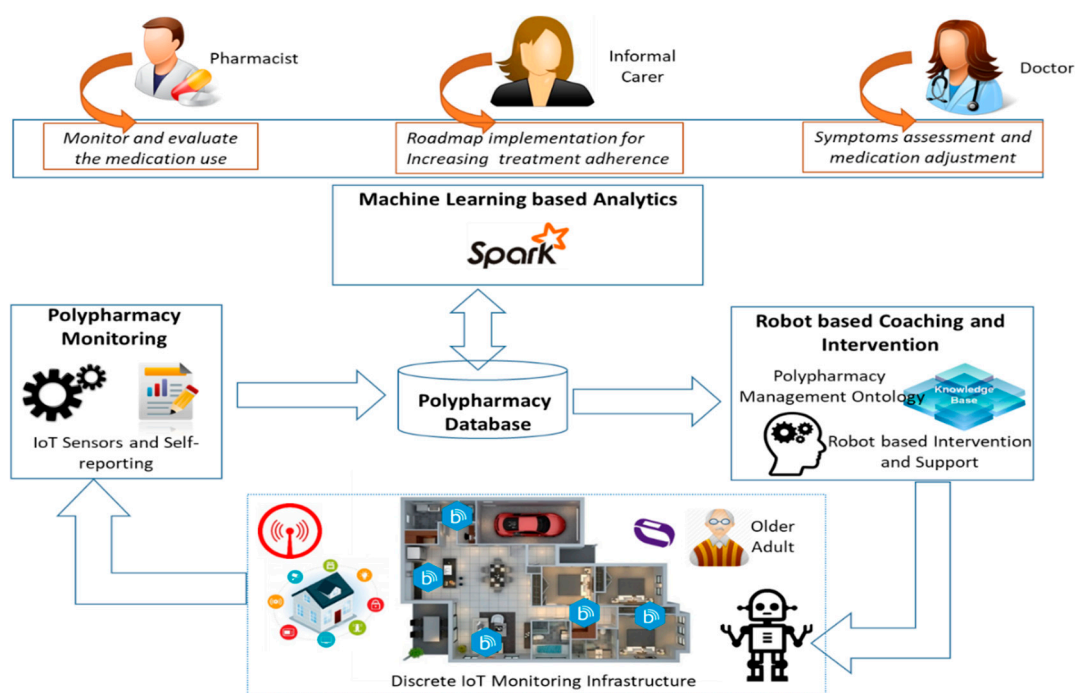 Pharmacist
Informal
Carer
Doctor
Monitor and evaluate
the medication use
Roadmap implementation for
Increasing treatment adherence
Symptoms assessment and
medication adjustment
Machine Learning based Analytics
Spark
Polypharmacy
Monitoring
IoT Sensors and Self-
reporting
Polypharmacy
Database
Robot based Coaching and
Intervention
Polypharmacy
Management Ontology
Knowledge
Base
Robot based Intervention
and Support
Older
Adult
b
b
b
b
b
Discrete IoT Monitoring Infrastructure